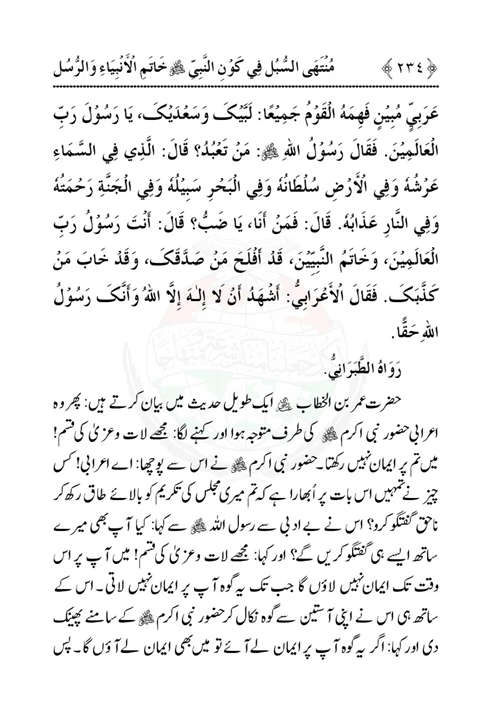 ﴿٢٣٤﴾ مُنْتَهَى السُّبُل فِي كَوْنِ النَّبِيِّ ﷺ خَاتَمِ الْأَنْبِيَاءِ وَالرُّسُل
عَرَبِيٍّ مُبِيْنٍ فَهِمَهُ الْقَوْمُ جَمِيْعًا: لَبَّيْكَ وَسَعْدَيْكَ، يَا رَسُوْلَ رَبِّ
الْعَالَمِيْنَ. فَقَالَ رَسُوْلُ اللهِ ﷺ: مَنْ تَعْبُدُ؟ قَالَ: الَّذِي فِي السَّمَاءِ
عَرْشُهُ وَفِي الْأَرْضِ سُلْطَانُهُ وَفِي الْبَحْرِ سَبِيْلُهُ وَفِي الْجَنَّةِ رَحْمَتُهُ
وَفِي النَّارِ عَذَابُهُ. قَالَ: فَمَنْ أَنَا، يَا ضَبُّ؟ قَالَ: أَنْتَ رَسُوْلُ رَبِّ
الْعَالَمِيْنَ، وَخَاتَمُ النَّبِيِّيْنَ، قَدْ أَفْلَحَ مَنْ صَدَّقَكَ، وَقَدْ خَابَ مَنْ
كَذَّبَكَ. فَقَالَ الْأَعْرَابِيُّ: أَشْهَدُ أَنْ لَا إِلٰهَ إِلَّا اللهُ وَأَنَّكَ رَسُوْلُ
اللهِ حَقًّا.
رَوَاهُ الطَّبَرَانِيُّ.
حضرت عمر بن الخطاب ؓ ایک طویل حدیث میں بیان کرتے ہیں: پھر وہ
اعرابی حضور نبی اکرم ﷺ کی طرف متوجہ ہوا اور کہنے لگا: مجھے لات و عزیٰ کی قسم!
میں تم پر ایمان نہیں رکھتا۔ حضور نبی اکرم ﷺ نے اس سے پوچھا: اے اعرابی! کس
چیز نے تمہیں اس بات پر اُبھارا ہے کہ تم میری مجلس کی تکریم کو بالائے طاق رکھ کر
ناحق گفتگو کرو؟ اس نے بے ادبی سے رسول اللہ ﷺ سے کہا: کیا آپ بھی میرے
ساتھ ایسے ہی گفتگو کریں گے؟ اور کہا: مجھے لات و عزیٰ کی قسم! میں آپ پر اس
وقت تک ایمان نہیں لاؤں گا جب تک یہ گوہ آپ پر ایمان نہیں لاتی۔ اس کے
ساتھ ہی اس نے اپنی آستین سے گوہ نکال کر حضور نبی اکرم ﷺ کے سامنے پھینک
دی اور کہا: اگر یہ گوہ آپ پر ایمان لے آئے تو میں بھی ایمان لے آؤں گا۔ پس